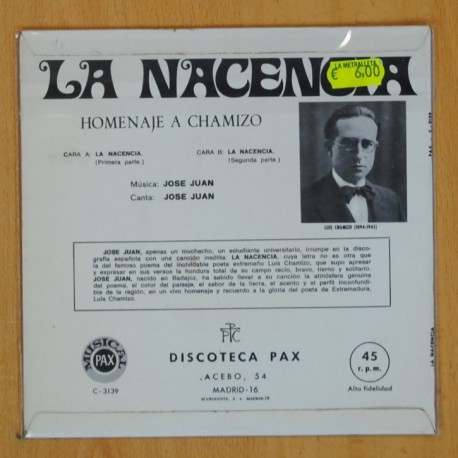 LA NACENCIA
LA METRALLETA
€ 6,00
HOMENAJE A CHAMIZO
CARA A: LA NACENCIA.
(Primera parte.)
CARA B: LA NACENCIA.
(Segunda parte.)
Música: JOSE JUAN
Canta: JOSE JUAN
LUIS CHAMIZO (1894-1945)
JOSE JUAN, apenas un muchacho, un estudiante universitario, irrumpe en la disco-
grafía española con una canción insólita: LA NACENCIA, cuya letra no es otra que
la del famoso poema del inolvidable poeta extremeño Luis Chamizo, que supo apresar
y expresar en sus versos la hondura total de su campo recio, bravo, tierno y solitario.
JOSE JUAN, nacido en Badajoz, ha sabido llevar a su canción la atmósfera genuina
del poema, el color del paisaje, el sabor de la tierra, el acento y el perfil inconfundi-
ble de la región, en un vivo homenaje y recuerdo a la gloria del poeta de Extremadura,
Luis Chamizo.
MUSICAL
PAX
C - 3139
DISCOTECA PAX
ACEBO, 54
MADRID-16
45
r. p. m.
Alta fidelidad
LA NACENCIA